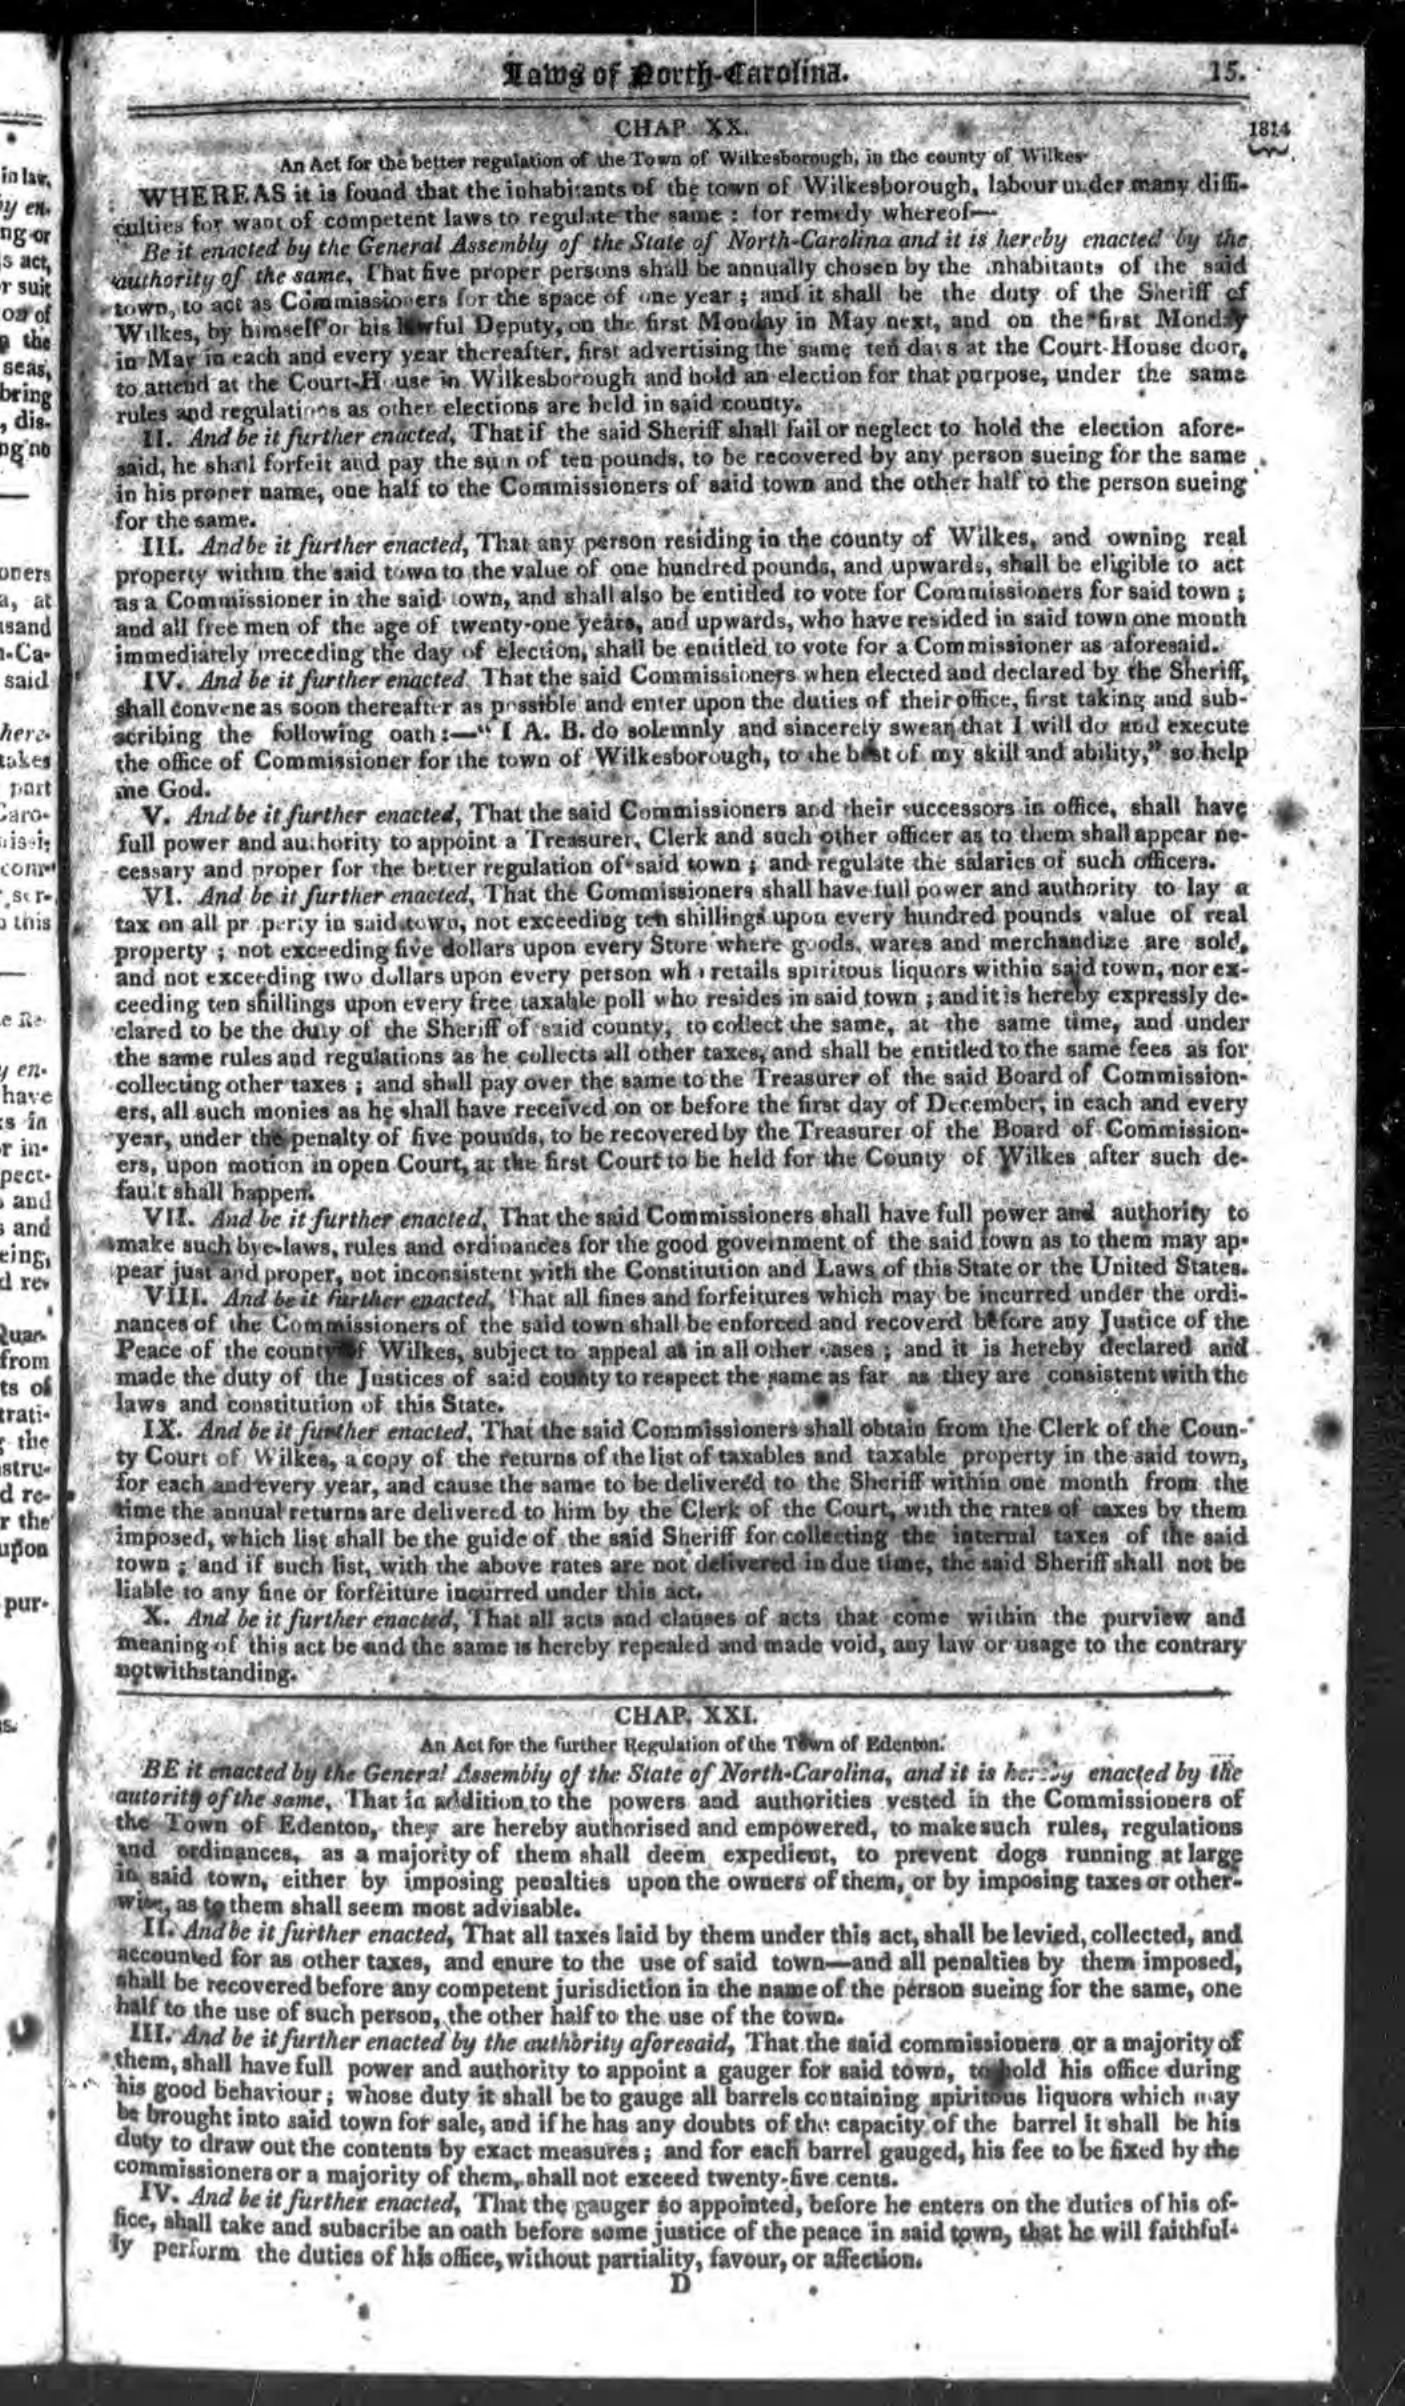 Laws of North-Carolina.
15.
1814
CHAP. XX.
An Act for the better regulation of the Town of Wilkesborough, in the county of Wilkes-
WHEREAS it is found that the inhabitants of the town of Wilkesborough, labour under many diffi-
culties for want of competent laws to regulate the same : for remedy whereof—
Be it enacted by the General Assembly of the State of North-Carolina and it is hereby enacted by the
authority of the same, That five proper persons shall be annually chosen by the inhabitants of the said
town, to act as Commissioners for the space of one year ; and it shall be the duty of the Sheriff of
Wilkes, by himself or his lawful Deputy, on the first Monday in May next, and on the first Monday
in May in each and every year thereafter, first advertising the same ten days at the Court-House door,
to attend at the Court-House in Wilkesborough and hold an election for that purpose, under the same
rules and regulations as other elections are held in said county.
II. And be it further enacted, That if the said Sheriff shall fail or neglect to hold the election afore-
said, he shall forfeit and pay the sum of ten pounds, to be recovered by any person sueing for the same
in his proper name, one half to the Commissioners of said town and the other half to the person sueing
for the same.
III. And be it further enacted, That any person residing in the county of Wilkes, and owning real
property within the said town to the value of one hundred pounds, and upwards, shall be eligible to act
as a Commissioner in the said town, and shall also be entitled to vote for Commissioners for said town ;
and all free men of the age of twenty-one years, and upwards, who have resided in said town one month
immediately preceding the day of election, shall be entitled to vote for a Commissioner as aforesaid.
IV. And be it further enacted. That the said Commissioners when elected and declared by the Sheriff,
shall convene as soon thereafter as possible and enter upon the duties of their office, first taking and sub-
scribing the following oath :—" I A. B. do solemnly and sincerely swear that I will do and execute
the office of Commissioner for the town of Wilkesborough, to the best of my skill and ability," so help
me God.
V. And be it further enacted, That the said Commissioners and their successors in office, shall have
full power and authority to appoint a Treasurer, Clerk and such other officer as to them shall appear ne-
cessary and proper for the better regulation of said town ; and regulate the salaries of such officers.
VI. And be it further enacted, That the Commissioners shall have full power and authority to lay a
tax on all property in said town, not exceeding ten shillings upon every hundred pounds value of real
property ; not exceeding five dollars upon every Store where goods, wares and merchandize are sold,
and not exceeding two dollars upon every person who retails spiritous liquors within said town, nor ex-
ceeding ten shillings upon every free taxable poll who resides in said town ; and it is hereby expressly de-
clared to be the duty of the Sheriff of said county, to collect the same, at the same time, and under
the same rules and regulations as he collects all other taxes, and shall be entitled to the same fees as for
collecting other taxes ; and shall pay over the same to the Treasurer of the said Board of Commission-
ers, all such monies as he shall have received on or before the first day of December, in each and every
year, under the penalty of five pounds, to be recovered by the Treasurer of the Board of Commission-
ers, upon motion in open Court, at the first Court to be held for the County of Wilkes after such de-
fault shall happen.
VII. And be it further enacted, That the said Commissioners shall have full power and authority to
make such bye-laws, rules and ordinances for the good government of the said town as to them may ap-
pear just and proper, not inconsistent with the Constitution and Laws of this State or the United States.
VIII. And be it further enacted, That all fines and forfeitures which may be incurred under the ordi-
nances of the Commissioners of the said town shall be enforced and recoverd before any Justice of the
Peace of the county of Wilkes, subject to appeal as in all other cases ; and it is hereby declared and
made the duty of the Justices of said county to respect the same as far as they are consistent with the
laws and constitution of this State.
IX. And be it further enacted, That the said Commissioners shall obtain from the Clerk of the Coun-
ty Court of Wilkes, a copy of the returns of the list of taxables and taxable property in the said town,
for each and every year, and cause the same to be delivered to the Sheriff within one month from the
time the annual returns are delivered to him by the Clerk of the Court, with the rates of taxes by them
imposed, which list shall be the guide of the said Sheriff for collecting the internal taxes of the said
town ; and if such list, with the above rates are not delivered in due time, the said Sheriff shall not be
liable to any fine or forfeiture incurred under this act.
X. And be it further enacted, That all acts and clauses of acts that come within the purview and
meaning of this act be and the same is hereby repealed and made void, any law or usage to the contrary
notwithstanding.
CHAP. XXI.
An Act for the further Regulation of the Town of Edenton.
BE it enacted by the General Assembly of the State of North-Carolina, and it is hereby enacted by the
autority of the same, That in addition to the powers and authorities vested in the Commissioners of
the Town of Edenton, they are hereby authorised and empowered, to make such rules, regulations
and ordinances, as a majority of them shall deem expedient, to prevent dogs running at large
in said town, either by imposing penalties upon the owners of them, or by imposing taxes or other-
wise, as to them shall seem most advisable.
II. And be it further enacted, That all taxes laid by them under this act, shall be levied, collected, and
accounted for as other taxes, and enure to the use of said town—and all penalties by them imposed,
shall be recovered before any competent jurisdiction in the name of the person sueing for the same, one
half to the use of such person, the other half to the use of the town.
III. And be it further enacted by the authority aforesaid, That the said commissioners or a majority of
them, shall have full power and authority to appoint a gauger for said town, to hold his office during
his good behaviour ; whose duty it shall be to gauge all barrels containing spiritous liquors which may
be brought into said town for sale, and if he has any doubts of the capacity of the barrel it shall be his
duty to draw out the contents by exact measures ; and for each barrel gauged, his fee to be fixed by the
commissioners or a majority of them, shall not exceed twenty-five cents.
IV. And be it further enacted, That the gauger so appointed, before he enters on the duties of his of-
fice, shall take and subscribe an oath before some justice of the peace in said town, that he will faithful-
ly perform the duties of his office, without partiality, favour, or affection.
D